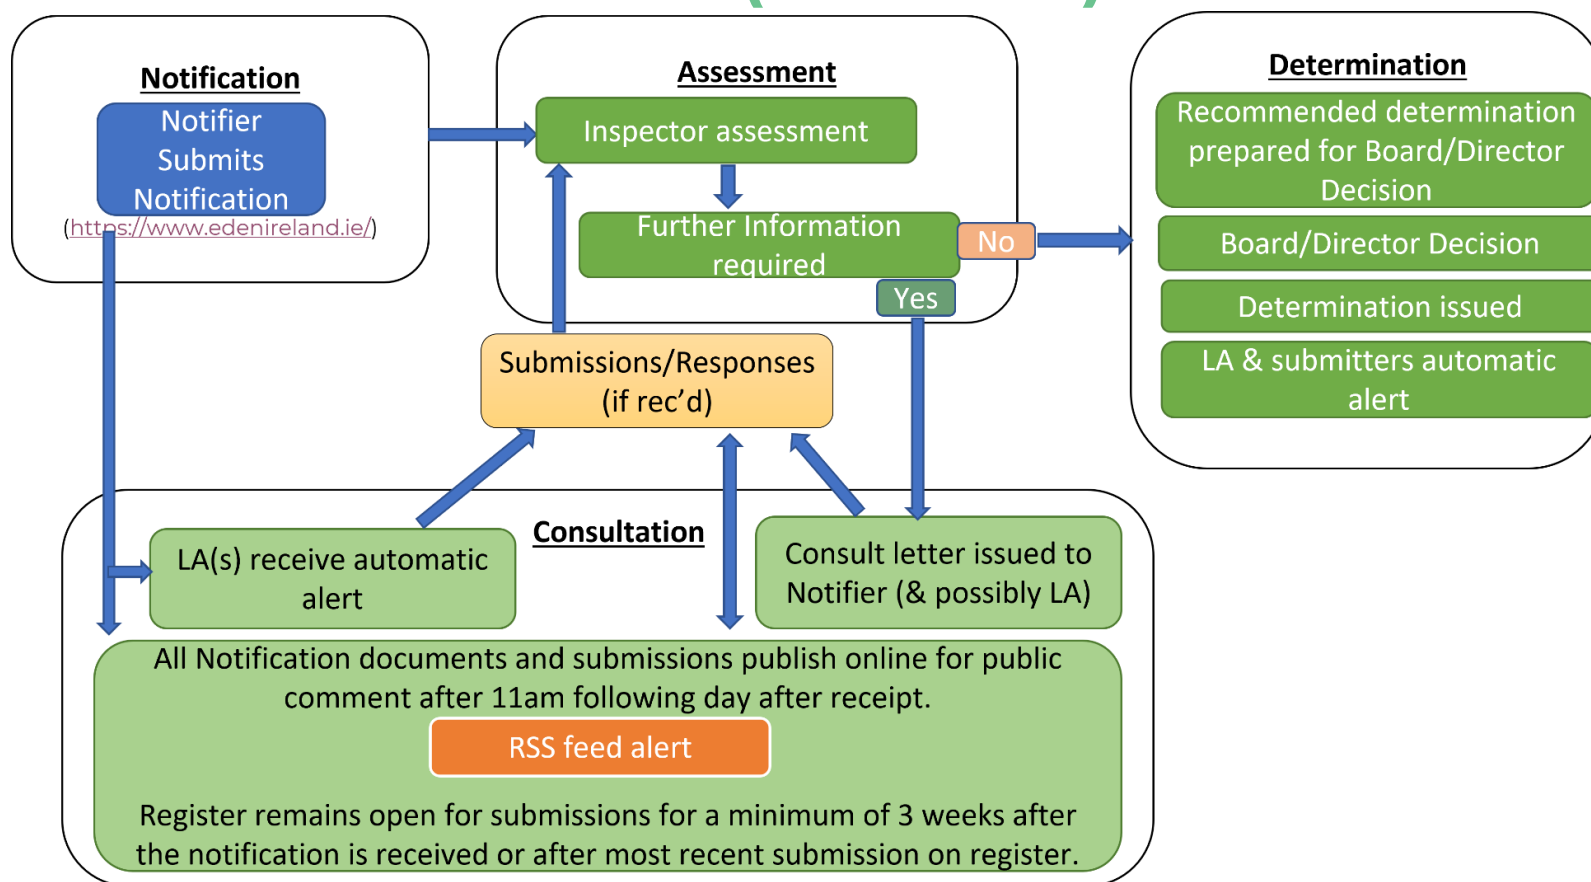 Notification
Notifier
Submits
Notification
(https://www.edenireland.ie/)
Assessment
Inspector assessment
Further Information
required
No
Yes
Determination
Recommended determination
prepared for Board/Director
Decision
Board/Director Decision
Determination issued
LA & submitters automatic
alert
Submissions/Responses
(if rec’d)
Consultation
LA(s) receive automatic
alert
Consult letter issued to
Notifier (& possibly LA)
All Notification documents and submissions publish online for public
comment after 11am following day after receipt.
RSS feed alert
Register remains open for submissions for a minimum of 3 weeks after
the notification is received or after most recent submission on register.